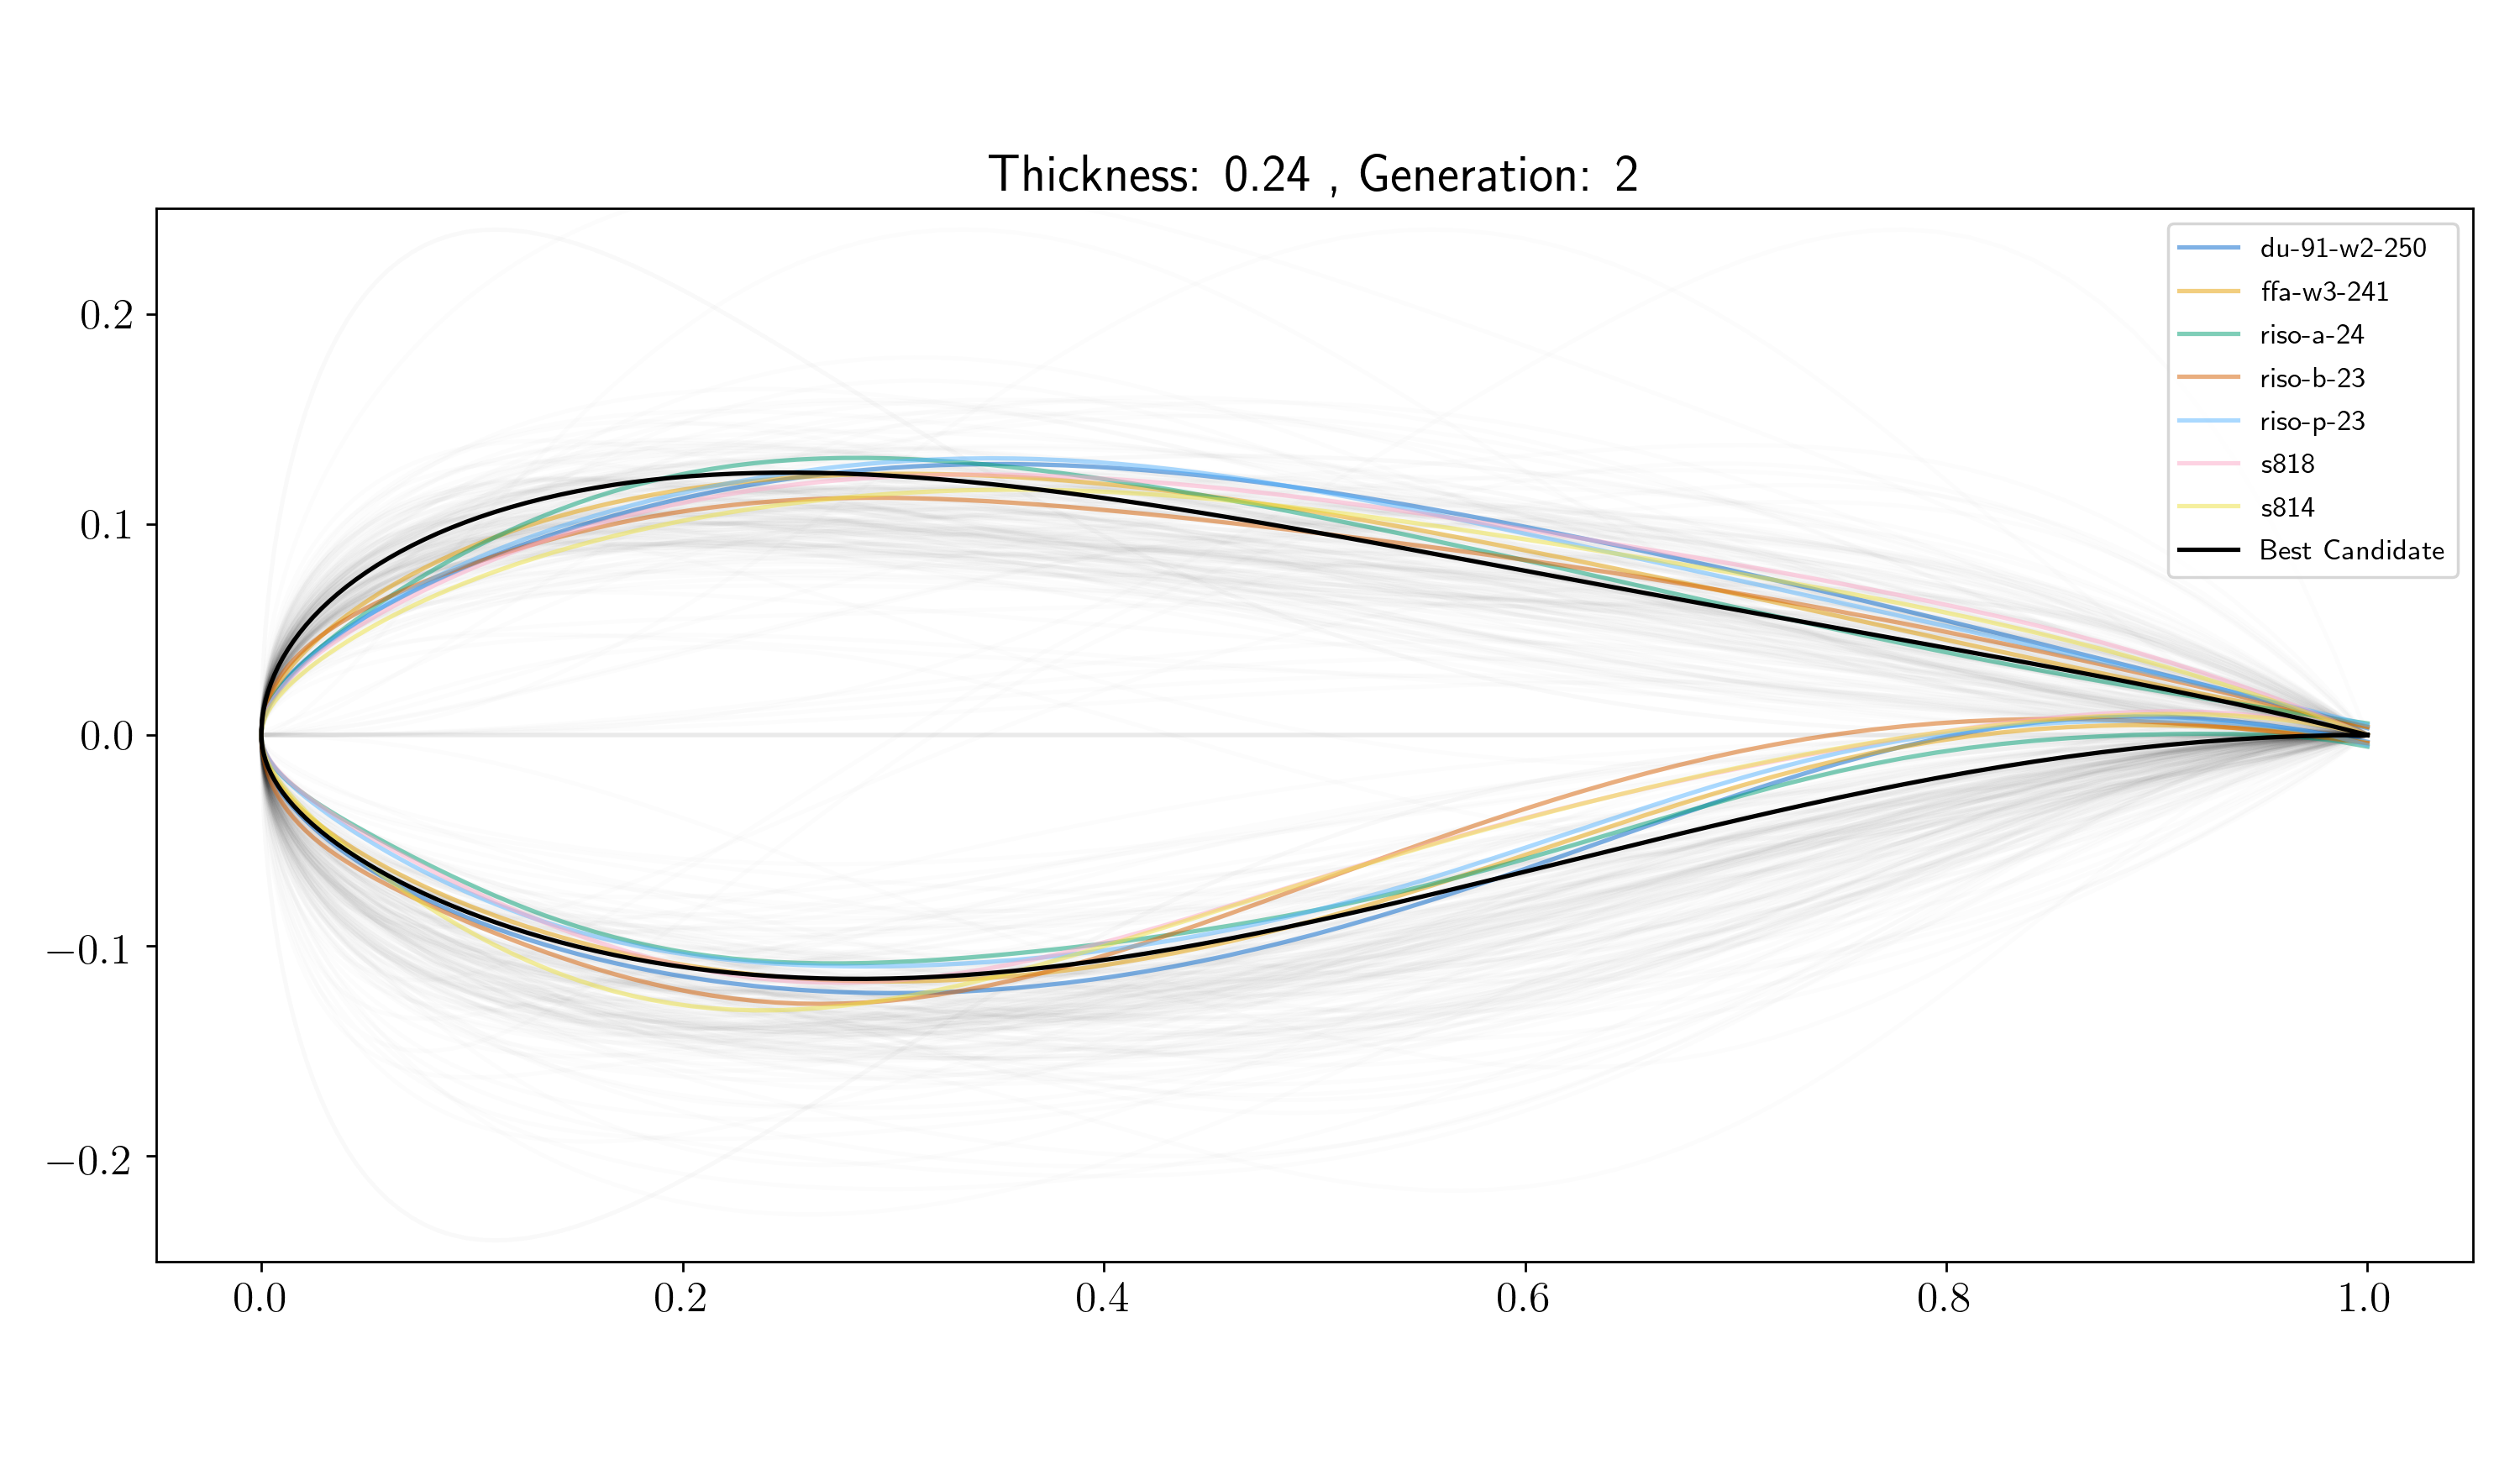 Thickness: 0.24 , Generation: 2
du-91-w2-250
ffa-w3-241
riso-a-24
riso-b-23
riso-p-23
s818
s814
Best Candidate
0.2
0.1
0.0
−0.1
−0.2
0.0 0.2 0.4 0.6 0.8 1.0